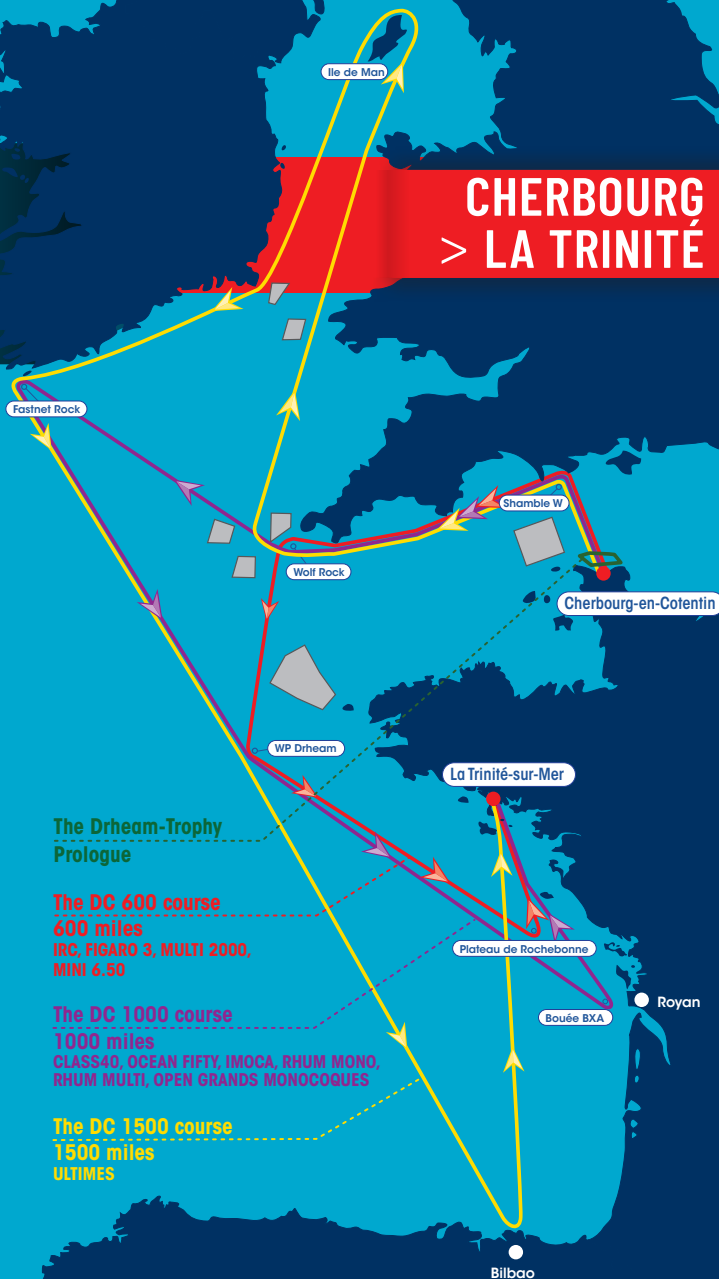 Ile de Man
CHERBOURG
> LA TRINITÉ
Fastnet Rock
Shamble W
Wolf Rock
Cherbourg-en-Cotentin
WP Drheam
La Trinité-sur-Mer
The Drheam-Trophy
Prologue
The DC 600 course
600 miles
IRC, FIGARO 3, MULTI 2000,
MINI 6.50
Plateau de Rochebonne
Royan
Bouée BXA
The DC 1000 course
1000 miles
CLASS40, OCEAN FIFTY, IMOCA, RHUM MONO,
RHUM MULTI, OPEN GRANDS MONOCOQUES
The DC 1500 course
1500 miles
ULTIMES
Bilbao